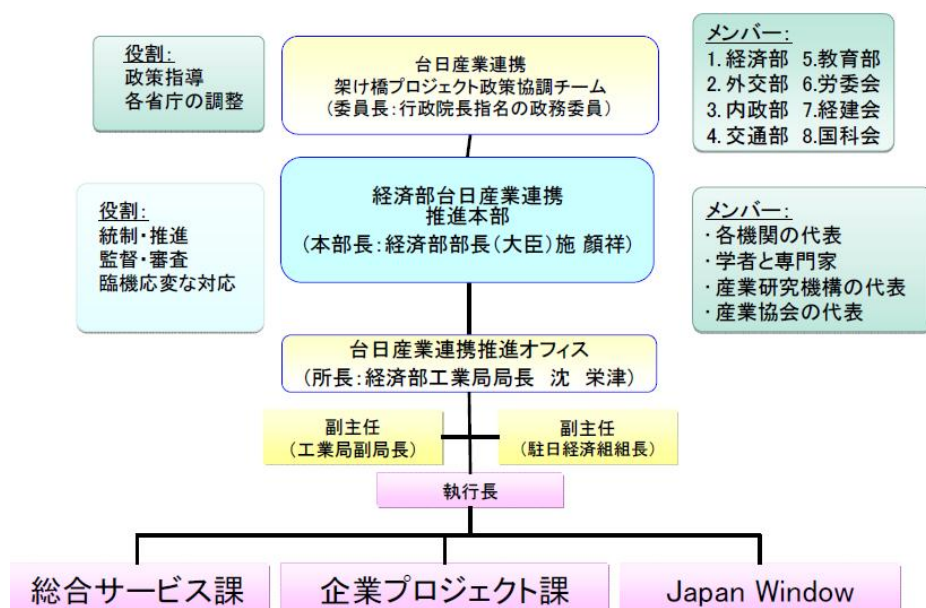 役割:
政策指導
各省庁の調整
台日産業連携
架け橋プロジェクト政策協調チーム
(委員長:行政院長指名の政務委員)
メンバー:
1.経済部 5.教育部
2.外交部 6.労委会
3.内政部 7.経建会
4.交通部 8.国科会
役割:
統制・推進
監督・審査
臨機応変な対応
経済部台日産業連携
推進本部
(本部長:経済部部長(大臣)施 顏祥)
メンバー:
・各機関の代表
・学者と専門家
・産業研究機構の代表
・産業協会の代表
台日産業連携推進オフィス
(所長:経済部工業局局長 沈 栄津)
副主任
(工業局副局長)
副主任
(駐日経済組組長)
執行長
総合サービス課
企業プロジェクト課
Japan Window